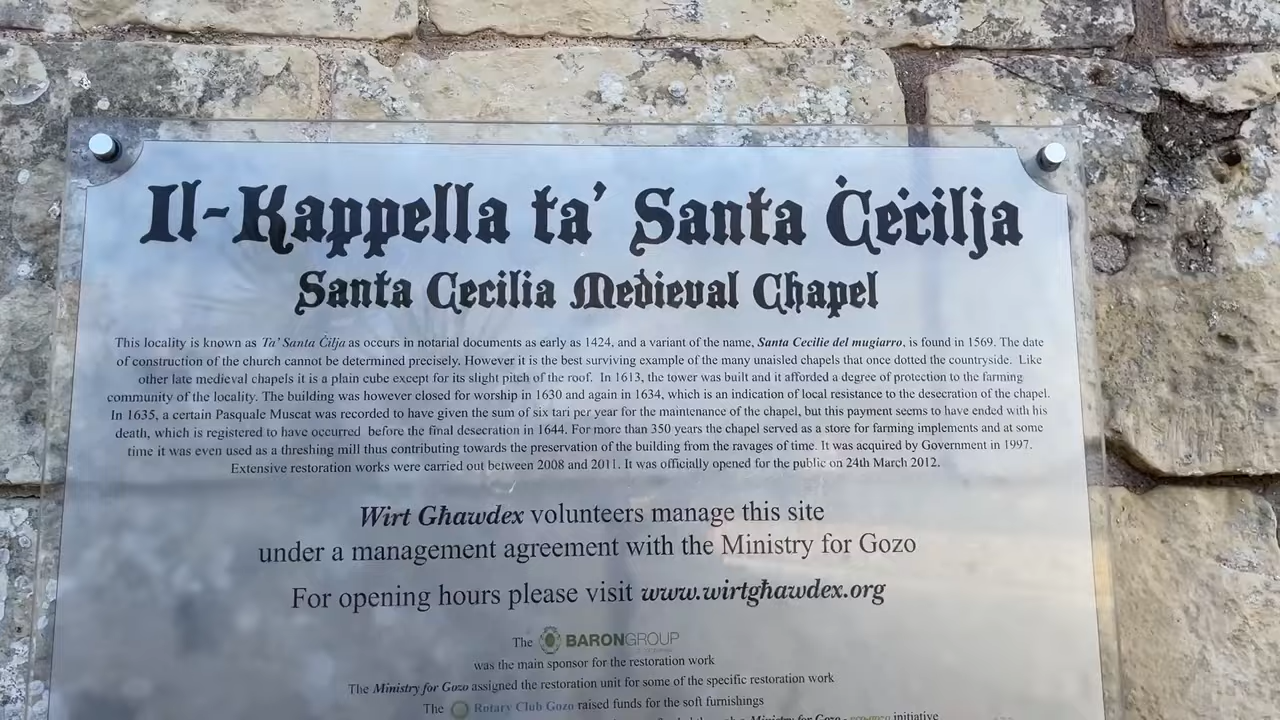 Il-Kappella ta' Santa Ċeċilja
Santa Cecilia Medieval Chapel
This locality is known as Ta' Santa Ċilja as occurs in notarial documents as early as 1424, and a variant of the name, Santa Cecilie del mugiarro, is found in 1569. The date
of construction of the church cannot be determined precisely. However it is the best surviving example of the many unaisled chapels that once dotted the countryside. Like
other late medieval chapels it is a plain cube except for its slight pitch of the roof. In 1613, the tower was built and it afforded a degree of protection to the farming
community of the locality. The building was however closed for worship in 1630 and again in 1634, which is an indication of local resistance to the desecration of the chapel.
In 1635, a certain Pasquale Muscat was recorded to have given the sum of six tari per year for the maintenance of the chapel, but this payment seems to have ended with his
death, which is registered to have occurred before the final desecration in 1644. For more than 350 years the chapel served as a store for farming implements and at some
time it was even used as a threshing mill thus contributing towards the preservation of the building from the ravages of time. It was acquired by Government in 1997.
Extensive restoration works were carried out between 2008 and 2011. It was officially opened for the public on 24th March 2012.
Wirt Għawdex volunteers manage this site
under a management agreement with the Ministry for Gozo
For opening hours please visit www.wirtghawdex.org
The BARONGROUP
was the main sponsor for the restoration work
The Ministry for Gozo assigned the restoration unit for some of the specific restoration work
The Rotary Club Gozo raised funds for the soft furnishings
Ministry for Gozo - initiative